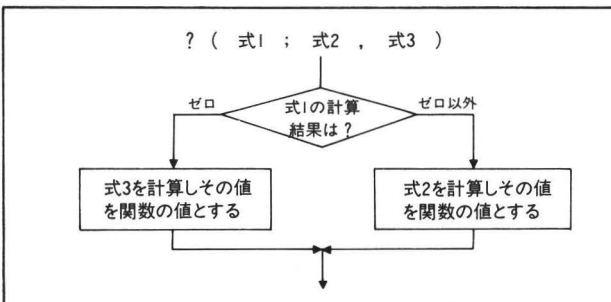 ? ( 式1 ; 式2 , 式3 )
式1の計算
結果は?
ゼロ
ゼロ以外
式3を計算しその値
を関数の値とする
式2を計算しその値
を関数の値とする